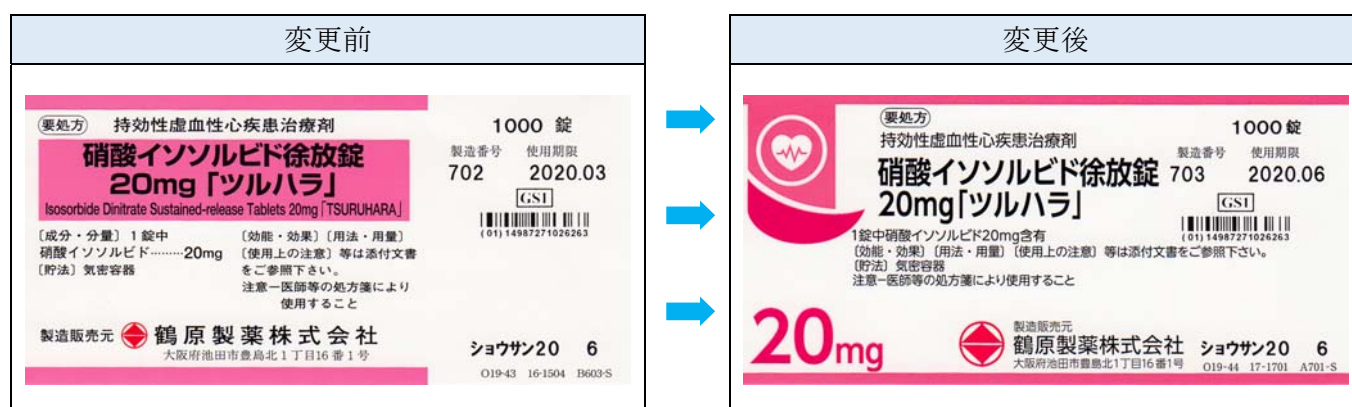 変更前
要処方 持効性虚血性心疾患治療剤
硝酸イソソルビド徐放錠
20mg「ツルハラ」
Isosorbide Dinitrate Sustained-release Tablets 20mg「TSURUHARA」
〔成分・分量〕1錠中
硝酸イソソルビド………20mg
〔貯法〕気密容器
〔効能・効果〕〔用法・用量〕
〔使用上の注意〕等は添付文書
をご参照下さい。
注意－医師等の処方箋により
使用すること
製造販売元 鶴原製薬株式会社
大阪府池田市豊島北1丁目16番1号
1000 錠
製造番号 使用期限
702 2020.03
GS1
(01)14987271026263
ショウサン20 6
O19-43 16-1504 B603-S
変更後
要処方
持効性虚血性心疾患治療剤
硝酸イソソルビド徐放錠
20mg「ツルハラ」
1錠中硝酸イソソルビド20mg含有
〔効能・効果〕〔用法・用量〕〔使用上の注意〕等は添付文書をご参照下さい。
〔貯法〕気密容器
注意－医師等の処方箋により使用すること
20mg
製造販売元
鶴原製薬株式会社
大阪府池田市豊島北1丁目16番1号
1000錠
製造番号 使用期限
703 2020.06
GS1
(01)14987271026263
ショウサン20 6
O19-44 17-1701 A701-S